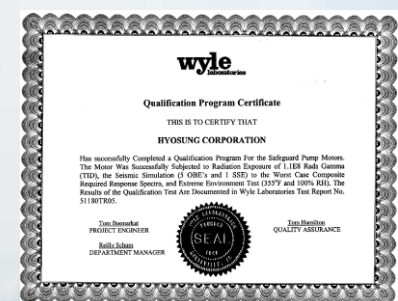 wyle
laboratories
Qualification Program Certificate
THIS IS TO CERTIFY THAT
HYOSUNG CORPORATION
Has successfully Completed a Qualification Program For the Safeguard Pump Motors.
The Motor Was Successfully Subjected to Radiation Exposure of 1.1E8 Rads Gamma
(TID), the Seismic Simulation (5 OBE's and 1 SSE) to the Worst Case Composite
Required Response Spectra, and Extreme Environment Test (355°F and 100% RH). The
Results of the Qualification Test Are Documented in Wyle Laboratories Test Report No.
51180TR05.
Tom
PROJECT ENGINEER
Tom Hamilton
QUALITY ASSURANCE
Reilly
DEPARTMENT MANAGER
SEAL